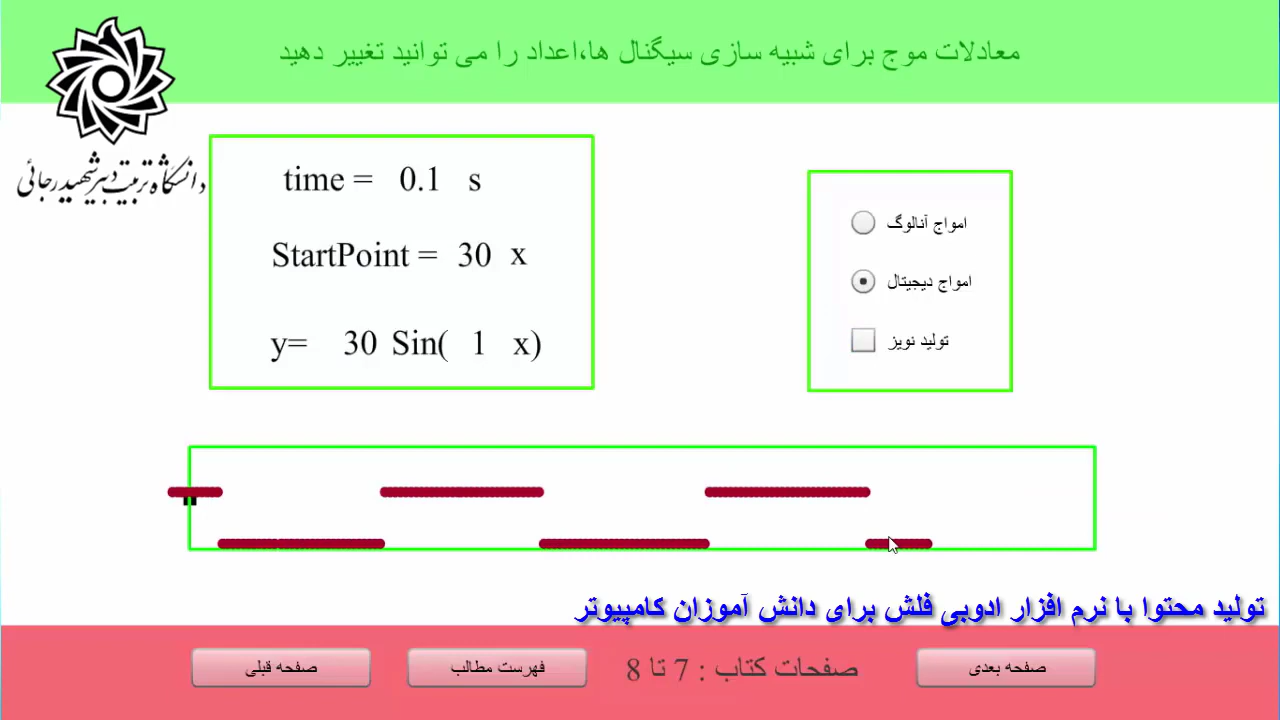 معادلات موج برای شبیه سازی سیگنال ها،اعداد را می توانید تغییر دهید
دانشگاه تربیت دبیر شهید رجائی
time = 0.1 s
StartPoint = 30 x
y= 30 Sin( 1 x)
امواج آنالوگ
امواج دیجیتال
تولید نویز
تولید محتوا با نرم افزار ادوبی فلش برای دانش آموزان کامپیوتر
صفحه بعدی
صفحات کتاب : 7 تا 8
فهرست مطالب
صفحه قبلی